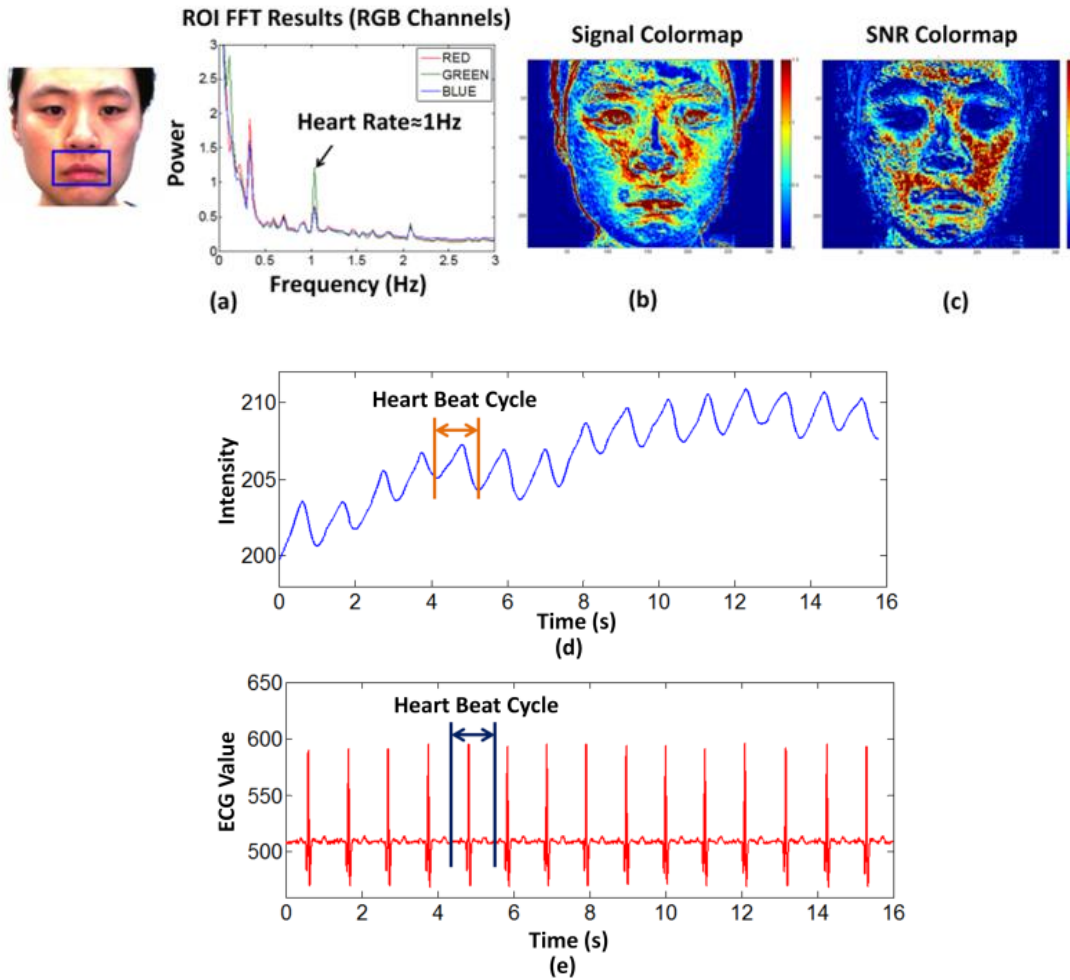 ROI FFT Results (RGB Channels)
3
2.5
2
1.5
1
0.5
0
Power
RED
GREEN
BLUE
Heart Rate≈1Hz
0 0.5 1 1.5 2 2.5 3
Frequency (Hz)
(a)
Signal Colormap
(b)
SNR Colormap
(c)
210
205
200
Intensity
Heart Beat Cycle
0 2 4 6 8 10 12 14 16
Time (s)
(d)
650
600
550
500
ECG Value
Heart Beat Cycle
0 2 4 6 8 10 12 14 16
Time (s)
(e)